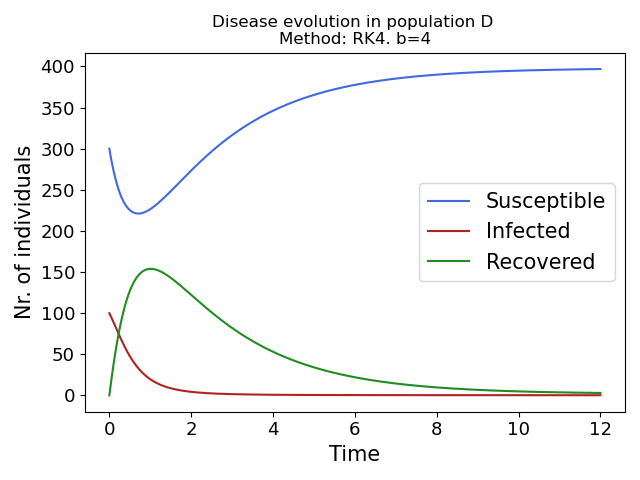 Disease evolution in population D
Method: RK4. b=4
Nr. of individuals
400
350
300
250
200
150
100
50
0
Susceptible
Infected
Recovered
0 2 4 6 8 10 12
Time